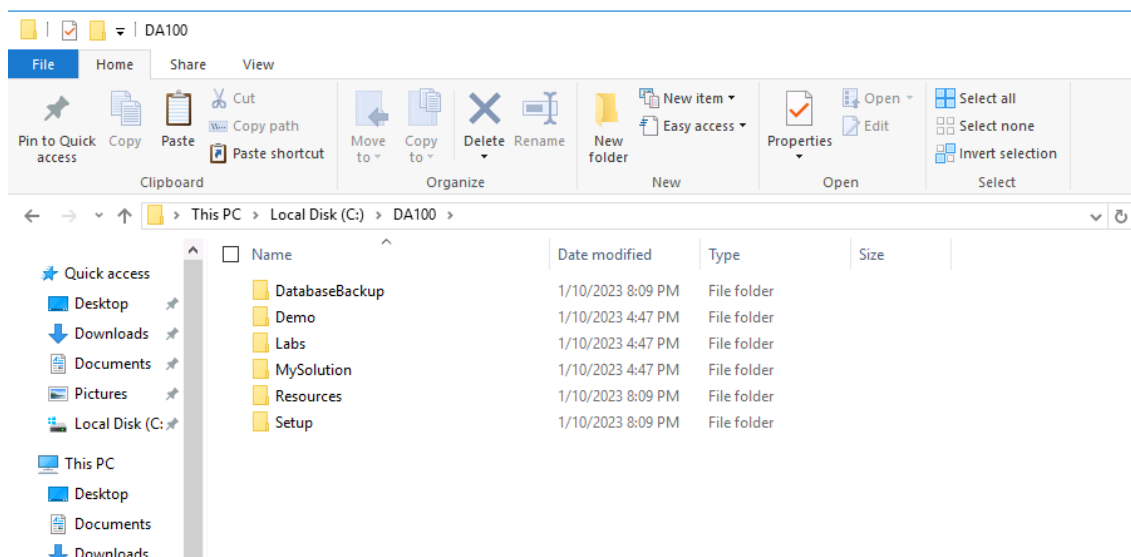 DA100
File Home Share View
Pin to Quick access Copy Paste Cut Copy path Paste shortcut Move to Copy to Delete Rename New folder New item Easy access Properties Open Edit Select all Select none Invert selection
Clipboard Organize New Open Select
This PC > Local Disk (C:) > DA100 >
Name Date modified Type Size
Quick access
Desktop
Downloads
Documents
Pictures
Local Disk (C:
This PC
Desktop
Documents
Downloads
DatabaseBackup 1/10/2023 8:09 PM File folder
Demo 1/10/2023 4:47 PM File folder
Labs 1/10/2023 4:47 PM File folder
MySolution 1/10/2023 4:47 PM File folder
Resources 1/10/2023 8:09 PM File folder
Setup 1/10/2023 8:09 PM File folder